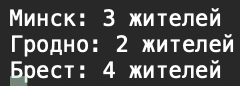 Минск: 3 жителей
Гродно: 2 жителей
Брест: 4 жителей